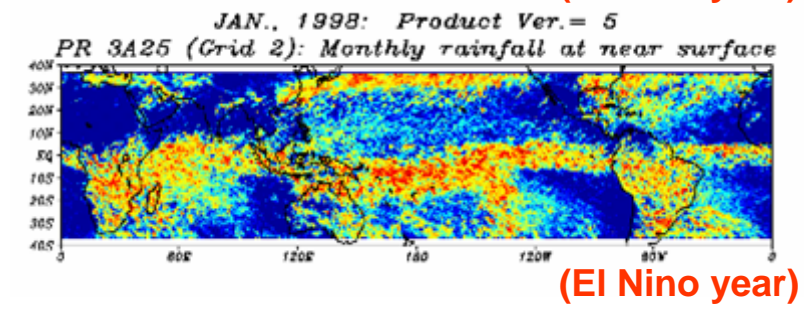 JAN., 1998: Product Ver.= 5
PR 3A25 (Grid 2): Monthly rainfall at near surface
40N
30N
20N
10N
EQ
10S
20S
30S
40S
0 60E 120E 180 120W 60W 0
(El Nino year)